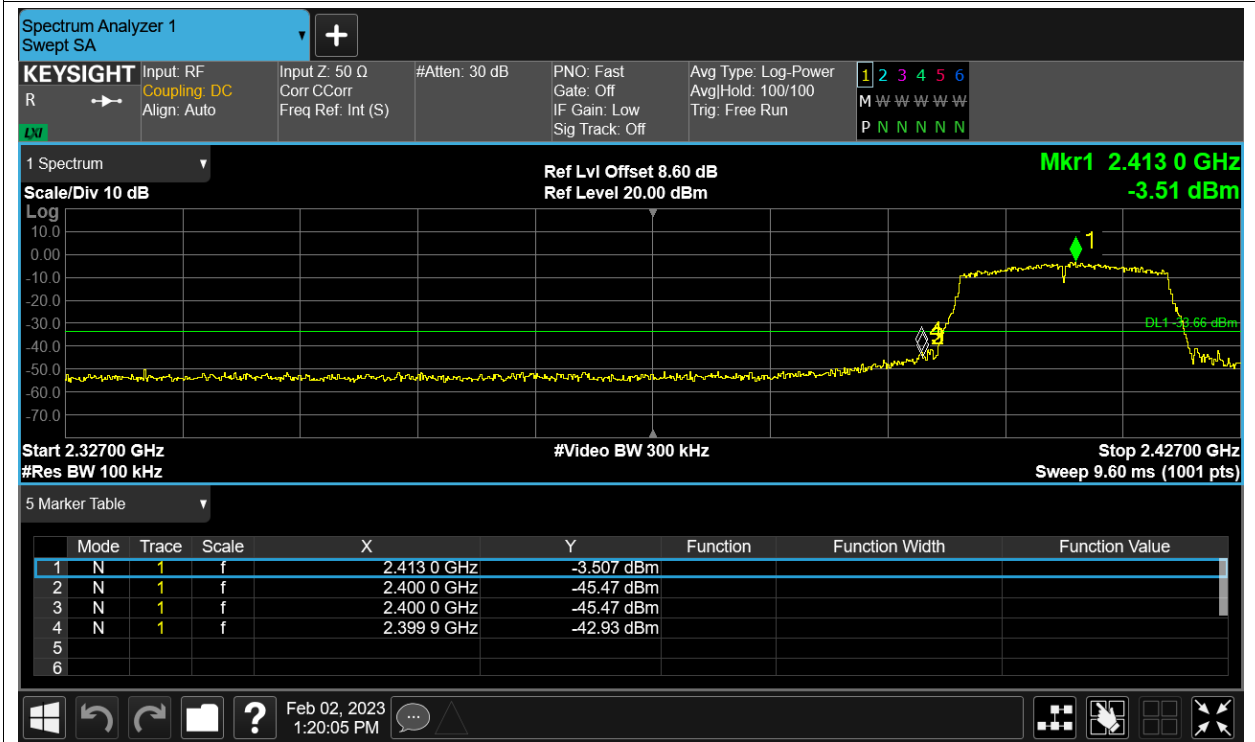 Spectrum Analyzer 1
Swept SA
KEYSIGHT Input: RF Input Z: 50 Ω #Atten: 30 dB PNO: Fast Avg Type: Log-Power 1 2 3 4 5 6
R Coupling: DC Corr CCorr Gate: Off Avg|Hold: 100/100 M W W W W W
Align: Auto Freq Ref: Int (S) IF Gain: Low Trig: Free Run
LXI Sig Track: Off P N N N N N
1 Spectrum Ref Lvl Offset 8.60 dB Mkr1 2.413 0 GHz
Scale/Div 10 dB Ref Level 20.00 dBm -3.51 dBm
Log
10.0
1
0.00
-10.0
-20.0
-30.0
DL1 -33.66 dBm
-40.0
-50.0
-60.0
-70.0
Start 2.32700 GHz #Video BW 300 kHz Stop 2.42700 GHz
#Res BW 100 kHz Sweep 9.60 ms (1001 pts)
5 Marker Table
Mode Trace Scale X Y Function Function Width Function Value
1 N 1 f 2.413 0 GHz -3.507 dBm
2 N 1 f 2.400 0 GHz -45.47 dBm
3 N 1 f 2.400 0 GHz -45.47 dBm
4 N 1 f 2.399 9 GHz -42.93 dBm
5
6
? Feb 02, 2023
1:20:05 PM